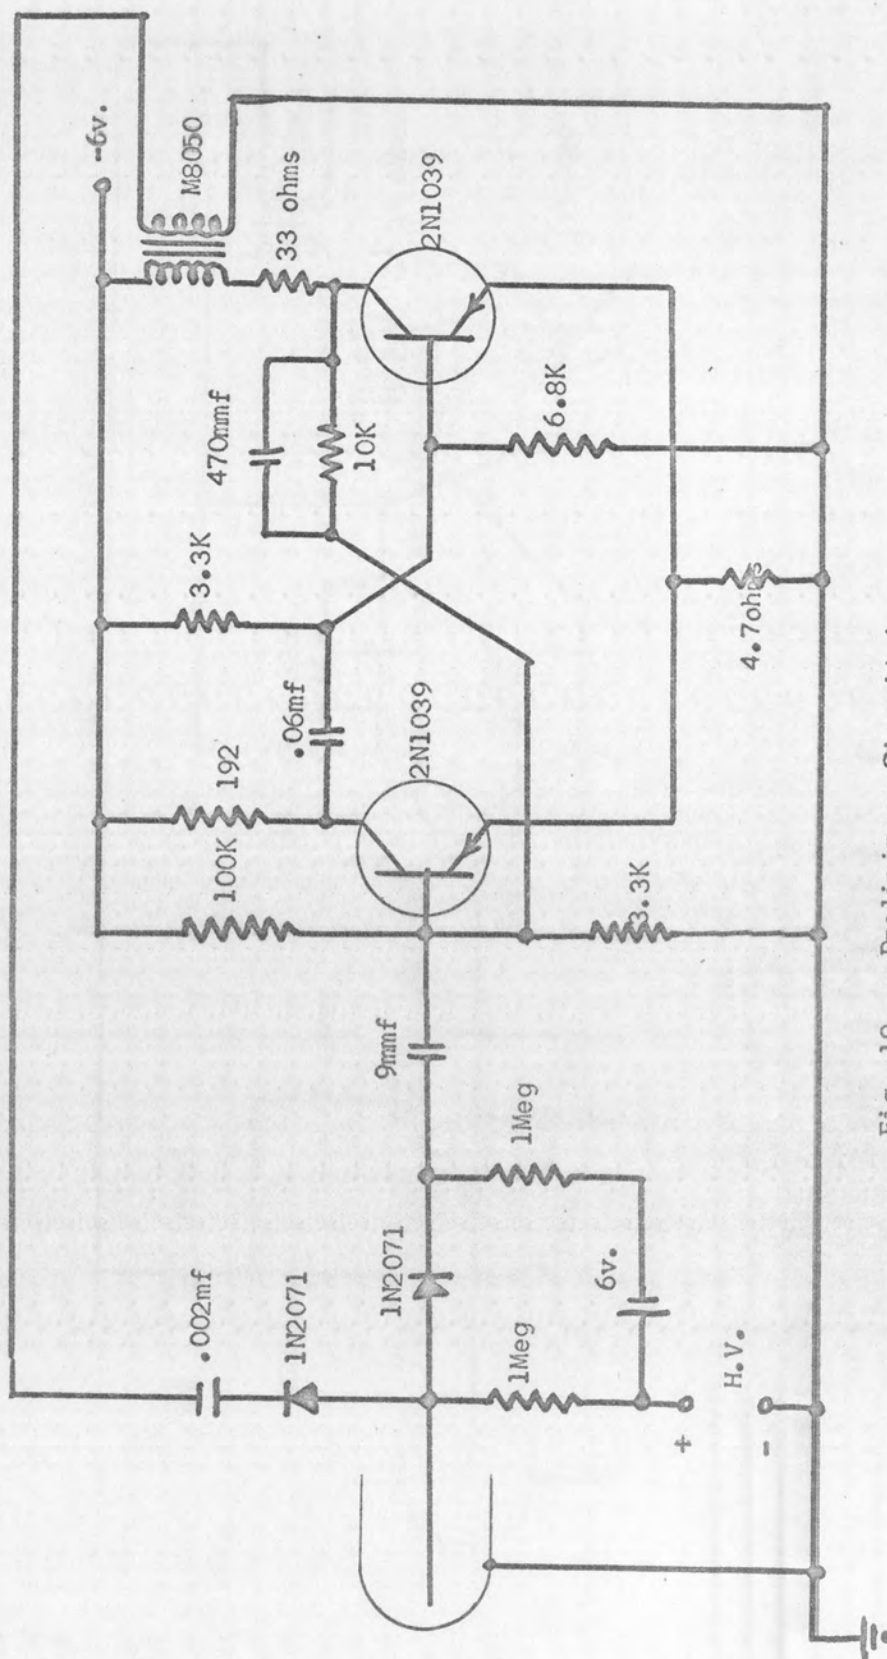 -6v.
M8050
.002mf
100K
192
3.3K
470mmf
33 ohms
1N2071
.06mf
10K
1N2071
9mmf
2N1039
2N1039
1Meg
1Meg
6.8K
6v.
3.3K
+
H.V.
-
4.7ohms